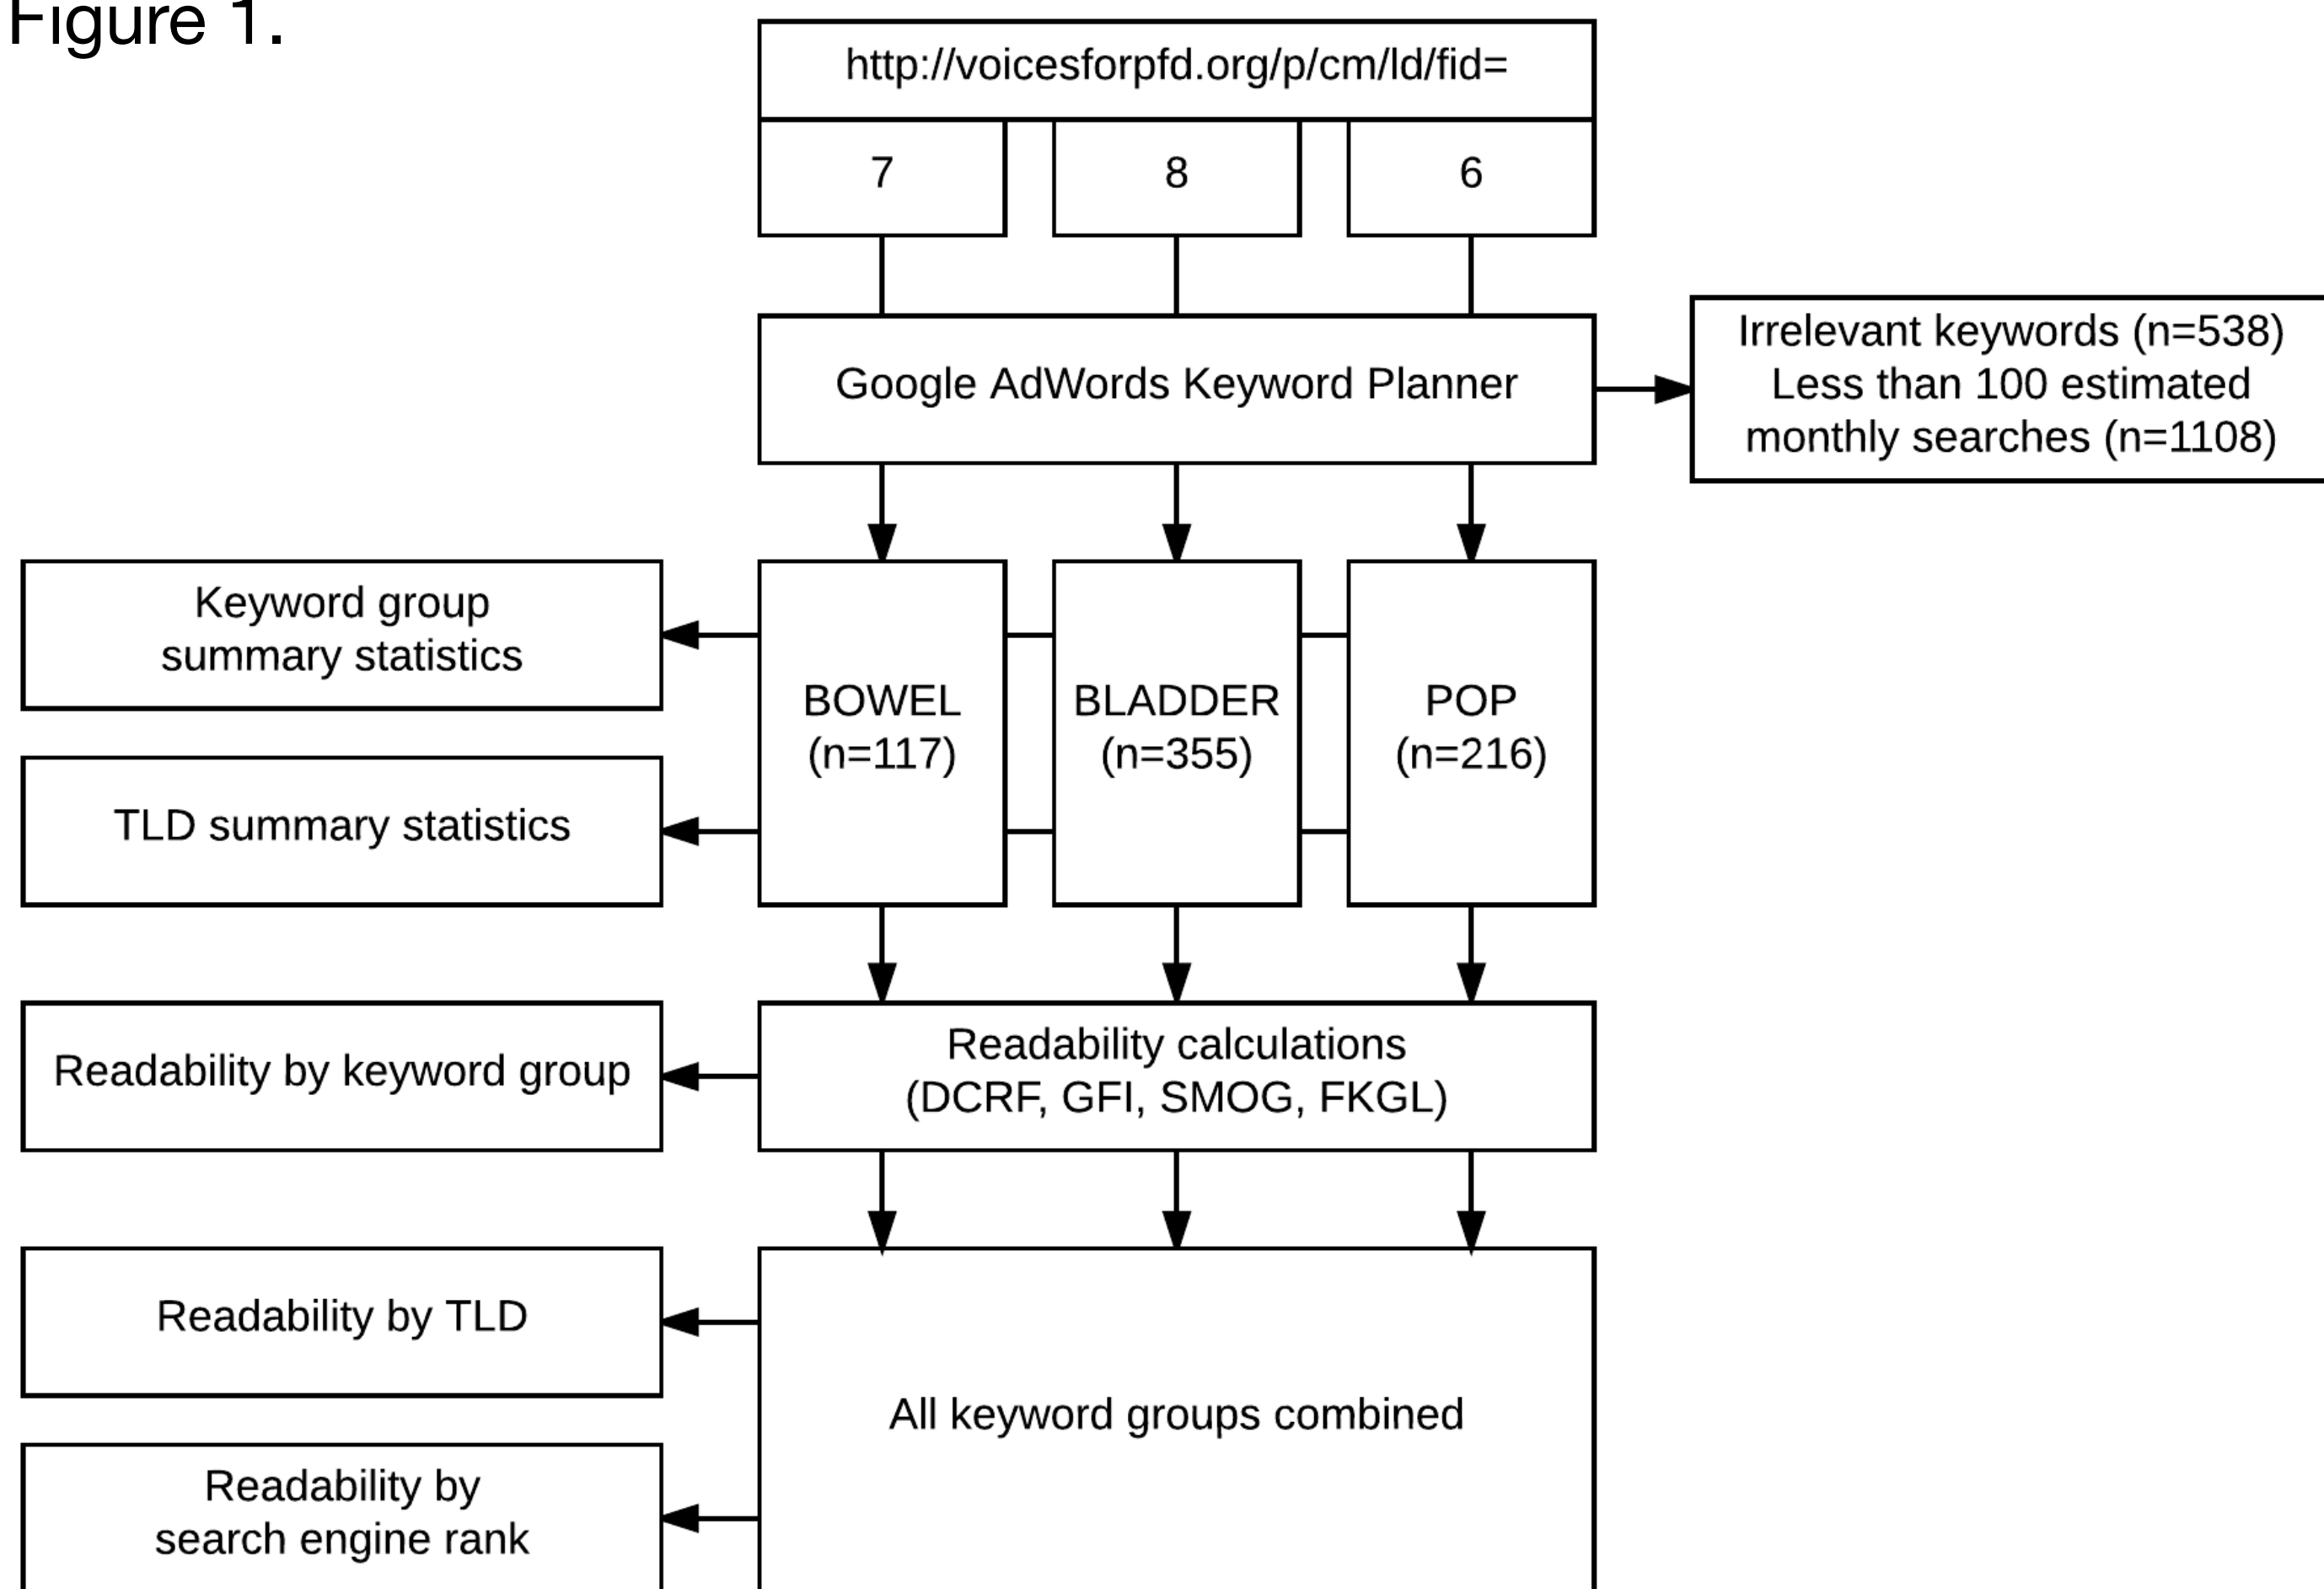 Figure 1.
http://voicesforpfd.org/p/cm/ld/fid=
7
8
6
Google AdWords Keyword Planner
Irrelevant keywords (n=538)
Less than 100 estimated
monthly searches (n=1108)
Keyword group
summary statistics
TLD summary statistics
BOWEL
(n=117)
BLADDER
(n=355)
POP
(n=216)
Readability by keyword group
Readability calculations
(DCRF, GFI, SMOG, FKGL)
Readability by TLD
All keyword groups combined
Readability by
search engine rank